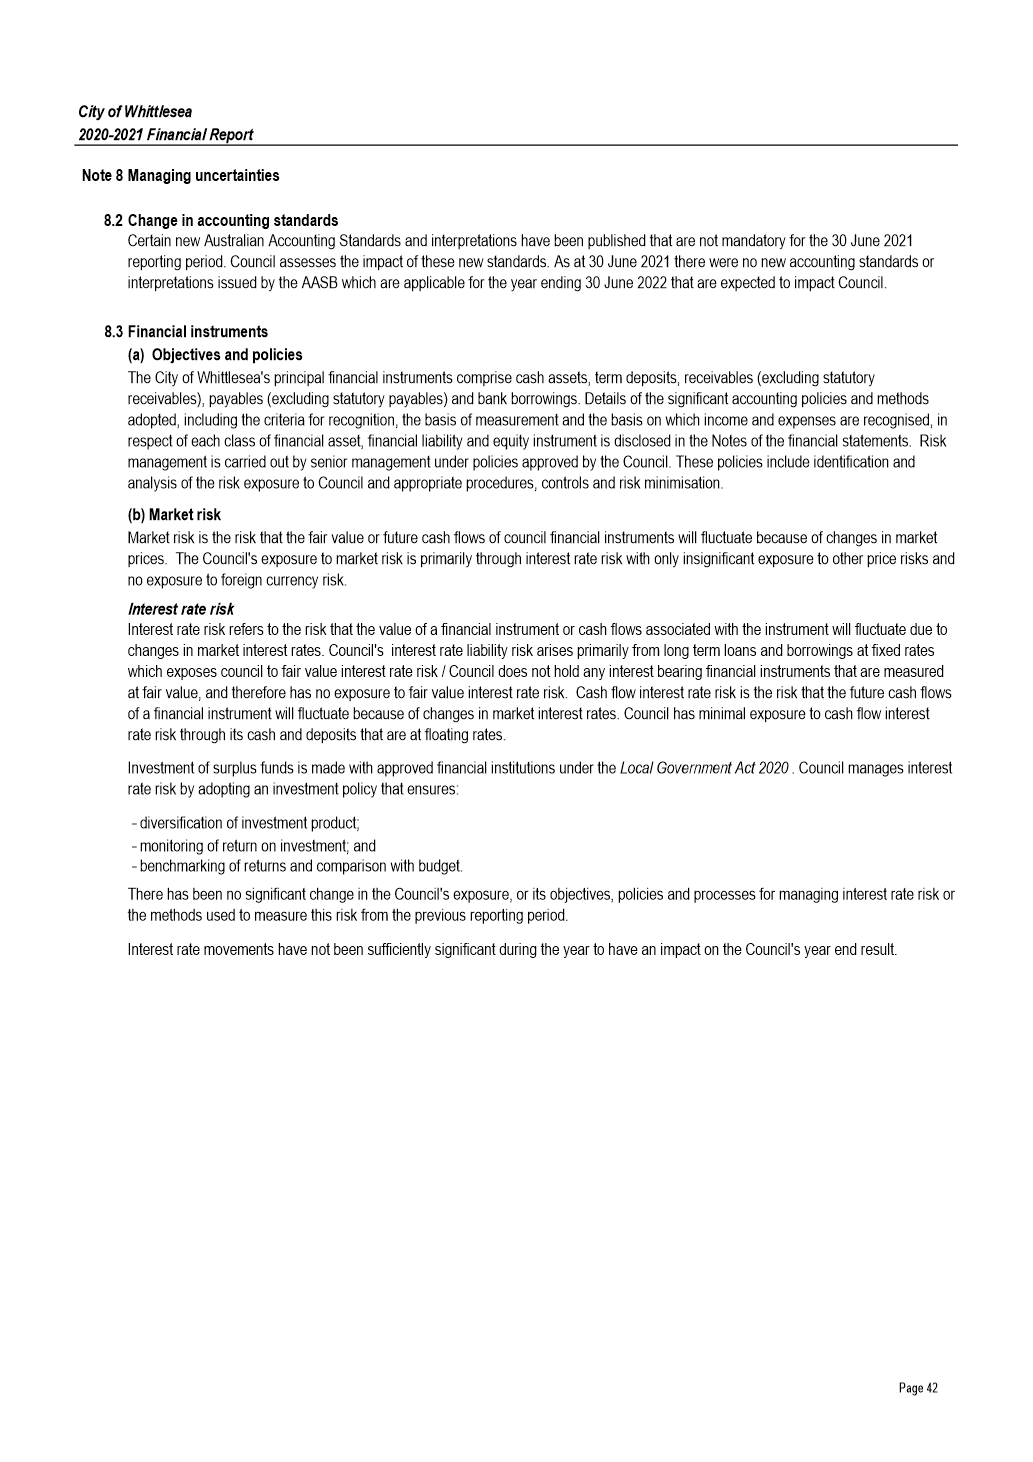 City of Whittlesea
2020-2021 Financial Report
Note 8 Managing uncertainties
8.2 Change in accounting standards
Certain new Australian Accounting Standards and interpretations have been published that are not mandatory for the 30 June 2021
reporting period. Council assesses the impact of these new standards. As at 30 June 2021 there were no new accounting standards or
interpretations issued by the AASB which are applicable for the year ending 30 June 2022 that are expected to impact Council.
8.3 Financial instruments
(a) Objectives and policies
The City of Whittlesea's principal financial instruments comprise cash assets, term deposits, receivables (excluding statutory
receivables), payables (excluding statutory payables) and bank borrowings. Details of the significant accounting policies and methods
adopted, including the criteria for recognition, the basis of measurement and the basis on which income and expenses are recognised, in
respect of each class of financial asset, financial liability and equity instrument is disclosed in the Notes of the financial statements.  Risk
management is carried out by senior management under policies approved by the Council. These policies include identification and
analysis of the risk exposure to Council and appropriate procedures, controls and risk minimisation.
(b) Market risk
Market risk is the risk that the fair value or future cash flows of council financial instruments will fluctuate because of changes in market
prices.  The Council's exposure to market risk is primarily through interest rate risk with only insignificant exposure to other price risks and
no exposure to foreign currency risk.
Interest rate risk
Interest rate risk refers to the risk that the value of a financial instrument or cash flows associated with the instrument will fluctuate due to
changes in market interest rates. Council's  interest rate liability risk arises primarily from long term loans and borrowings at fixed rates
which exposes council to fair value interest rate risk / Council does not hold any interest bearing financial instruments that are measured
at fair value, and therefore has no exposure to fair value interest rate risk.  Cash flow interest rate risk is the risk that the future cash flows
of a financial instrument will fluctuate because of changes in market interest rates. Council has minimal exposure to cash flow interest
rate risk through its cash and deposits that are at floating rates.
Investment of surplus funds is made with approved financial institutions under the Local Government Act 2020 . Council manages interest
rate risk by adopting an investment policy that ensures:
- diversification of investment product;
- monitoring of return on investment; and
- benchmarking of returns and comparison with budget.
There has been no significant change in the Council's exposure, or its objectives, policies and processes for managing interest rate risk or
the methods used to measure this risk from the previous reporting period.
Interest rate movements have not been sufficiently significant during the year to have an impact on the Council's year end result.
Page 42